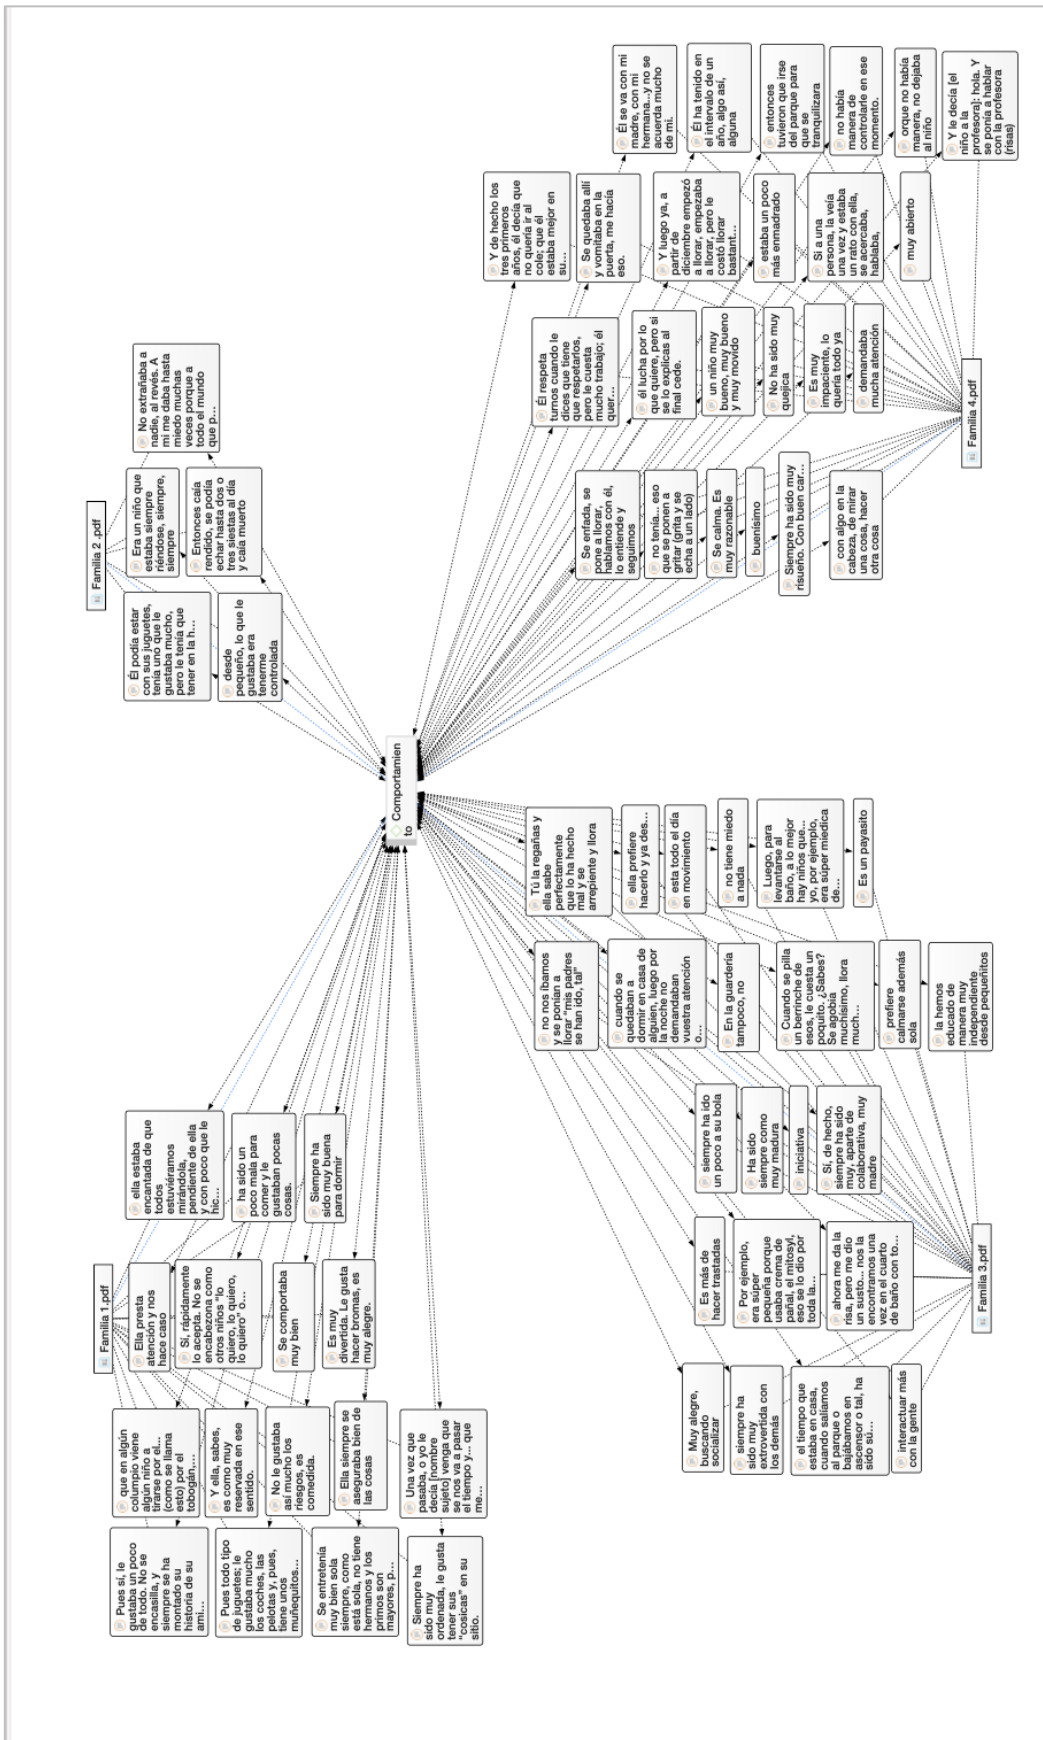 Familia 1.pdf
Pues sí, le
gustaba un poco
de todo. No se
encasilla, y
siempre se ha
montado su
historia de su
ami...
que en algún
columpio viene
algún niño a
tirarse por el...
(como se llama
esto) por el
tobogán,...
Ella presta
atención y nos
hace caso
ella estaba
encantada de que
todos
estuviéramos
mirándola,
pendiente de ella
y con poco que le
hic...
Pues todo tipo
de juguetes; le
gustaba mucho
los coches, las
pelotas y, pues,
tiene unos
muñequitos...
Y ella, sabes,
es como muy
reservada en ese
sentido.
Sí, rápidamente
lo acepta. No se
encabezona como
otros niños "lo
quiero, lo quiero,
lo quiero" o...
ha sido un
poco mala para
comer y le
gustaban pocas
cosas.
Se entretenía
muy bien sola
siempre, como
está sola, no tiene
hermanos y los
primos son
mayores, p...
No le gustaba
así mucho los
riesgos, es
comedida.
Se comportaba
muy bien
Siempre ha
sido muy buena
para dormir
Ella siempre se
aseguraba bien de
las cosas
Es muy
divertida. Le gusta
hacer bromas, es
muy alegre.
Siempre ha
sido muy
ordenada, le gusta
tener sus
"cosicas" en su
sitio.
Una vez que
pasaba, o yo le
decía [nombre
sujeto] venga que
se nos va a pasar
el tiempo y... que
me...
Familia 2 .pdf
Él podía estar
con sus juguetes,
tenía uno que le
gustaba mucho,
pero le tenía que
tener en la h...
Era un niño que
estaba siempre
riéndose, siempre,
siempre
No extrañaba a
nadie, al revés. A
mi me daba hasta
miedo muchas
veces porque a
todo el mundo
que p...
desde
pequeño, lo que le
gustaba era
tenerme
controlada
Entonces caía
rendido, se podía
echar hasta dos o
tres siestas al día
y caía muerto
Comportamien
to
no nos íbamos
y se ponían a
llorar "mis padres
se han ido, tal"
Tú la regañas y
ella sabe
perfectamente
que lo ha hecho
mal y se
arrepiente y llora
cuando se
quedaban a
dormir en casa de
alguien, luego por
la noche no
demandaban
vuestra atención
o...
ella prefiere
hacerlo y ya des...
esta todo el día
en movimiento
Muy alegre,
buscando
socializar
Es más de
hacer trastadas
siempre ha ido
un poco a su bola
En la guardería
tampoco, no
no tiene miedo
a nada
siempre ha
sido muy
extrovertida con
los demás
Por ejemplo,
era súper
pequeña porque
usaba crema de
pañal, el mitosyl,
eso se lo dio por
toda la...
Ha sido
siempre como
muy madura
Cuando se pilla
un berrinche de
esos, le cuesta un
poquito. ¿Sabes?
Se agobia
muchísimo, llora
much...
Luego, para
levantarse al
baño, a lo mejor
hay niños que...
yo, por ejemplo,
era súper miedica
de...
el tiempo que
estaba en casa,
cuando salíamos
al parque o
bajábamos en
ascensor o tal, ha
sido sú...
ahora me da la
risa, pero me dio
un susto... nos la
encontramos una
vez en el cuarto
de baño con to...
iniciativa
Sí, de hecho,
siempre ha sido
muy, aparte de
colaborativa, muy
madre
prefiere
calmarse además
sola
Es un payasito
interactuar más
con la gente
la hemos
educado de
manera muy
independiente
desde pequeñitos
Familia 3.pdf
Y de hecho los
tres primeros
años, él decía que
no quería ir al
cole; que él
estaba mejor en
su...
Él respeta
turnos cuando le
dices que tiene
que respetarlos,
pero le cuesta
mucho trabajo; él
quer...
Se enfada, se
pone a llorar,
hablamos con él,
lo entiende y
seguimos
Se quedaba allí
y vomitaba en la
puerta, me hacía
eso.
Él se va con mi
madre, con mi
hermana...y no se
acuerda mucho
de mi.
no tenía... eso
que se ponen a
gritar (grita y se
echa a un lado)
él lucha por lo
que quiere, pero si
se lo explicas al
final cede.
Y luego ya, a
partir de
diciembre empezó
a llorar, empezaba
a llorar, pero le
costó llorar
bastant...
Él ha tenido en
el intervalo de un
año, algo así,
alguna
Se calma. Es
muy razonable
un niño muy
bueno, muy bueno
y muy movido
estaba un poco
más enmadrado
entonces
tuvieron que irse
del parque para
que se
tranquilizara
buenísimo
No ha sido muy
quejica
Si a una
persona, la veía
una vez y estaba
un rato con ella,
se acercaba,
hablaba,
no había
manera de
controlarle en ese
momento.
Siempre ha sido muy
risueño. Con buen car...
Es muy
impaciente, lo
quería todo ya
muy abierto
orque no había
manera, no dejaba
al niño
con algo en la
cabeza, de mirar
una cosa, hacer
otra cosa
demandaba
mucha atención
Y le decía [el
niño a la
profesora]: hola. Y
se ponía a hablar
con la profesora
(risas)
Familia 4.pdf